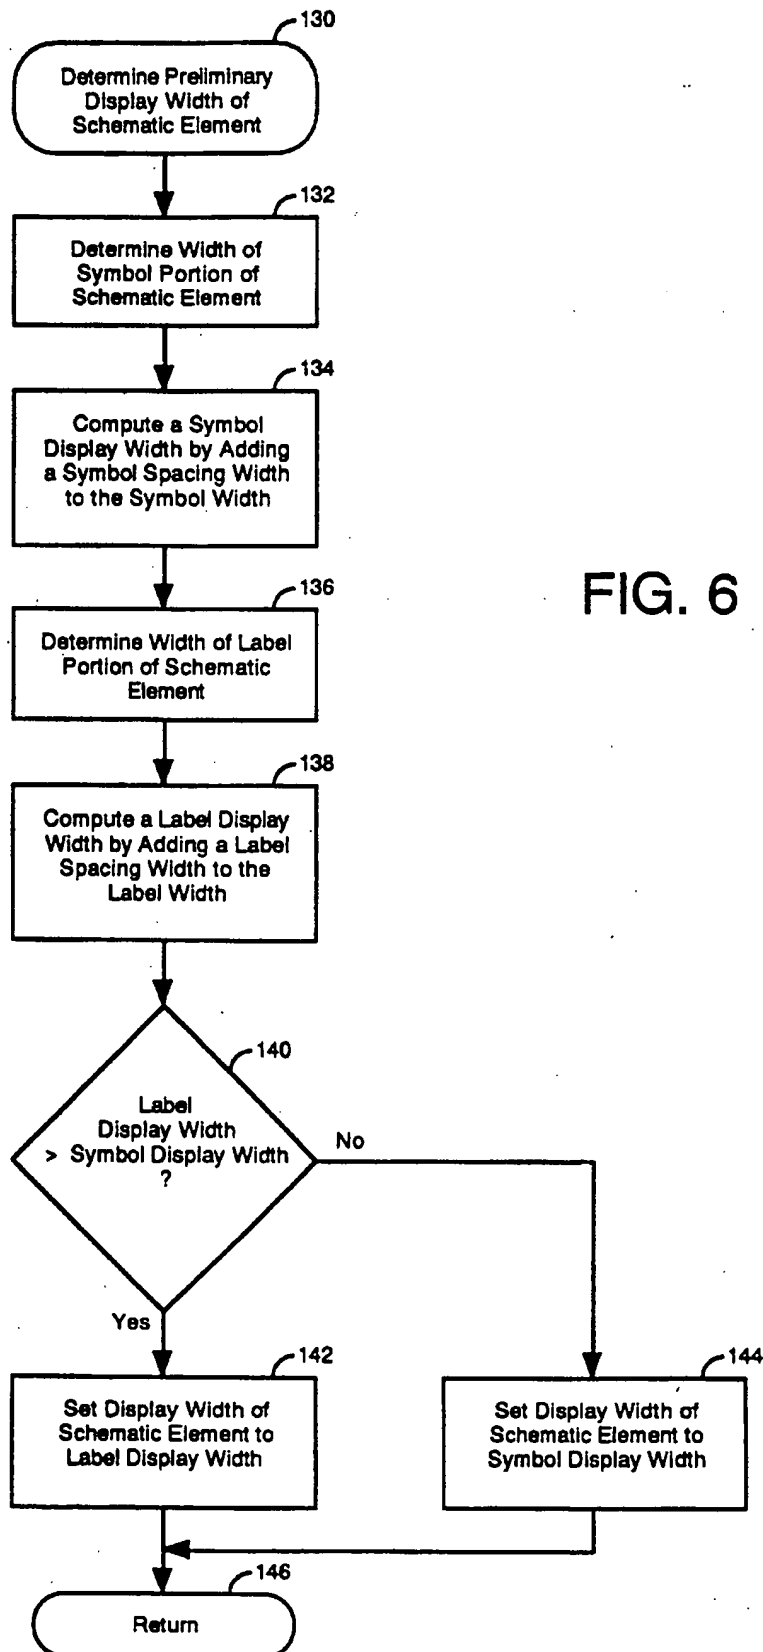 130
Determine Preliminary
Display Width of
Schematic Element
132
Determine Width of
Symbol Portion of
Schematic Element
134
Compute a Symbol
Display Width by Adding
a Symbol Spacing Width
to the Symbol Width
136
Determine Width of Label
Portion of Schematic
Element
FIG. 6
138
Compute a Label Display
Width by Adding a Label
Spacing Width to the
Label Width
140
Label
Display Width
> Symbol Display Width
?
No
Yes
142
Set Display Width of
Schematic Element to
Label Display Width
144
Set Display Width of
Schematic Element to
Symbol Display Width
146
Return